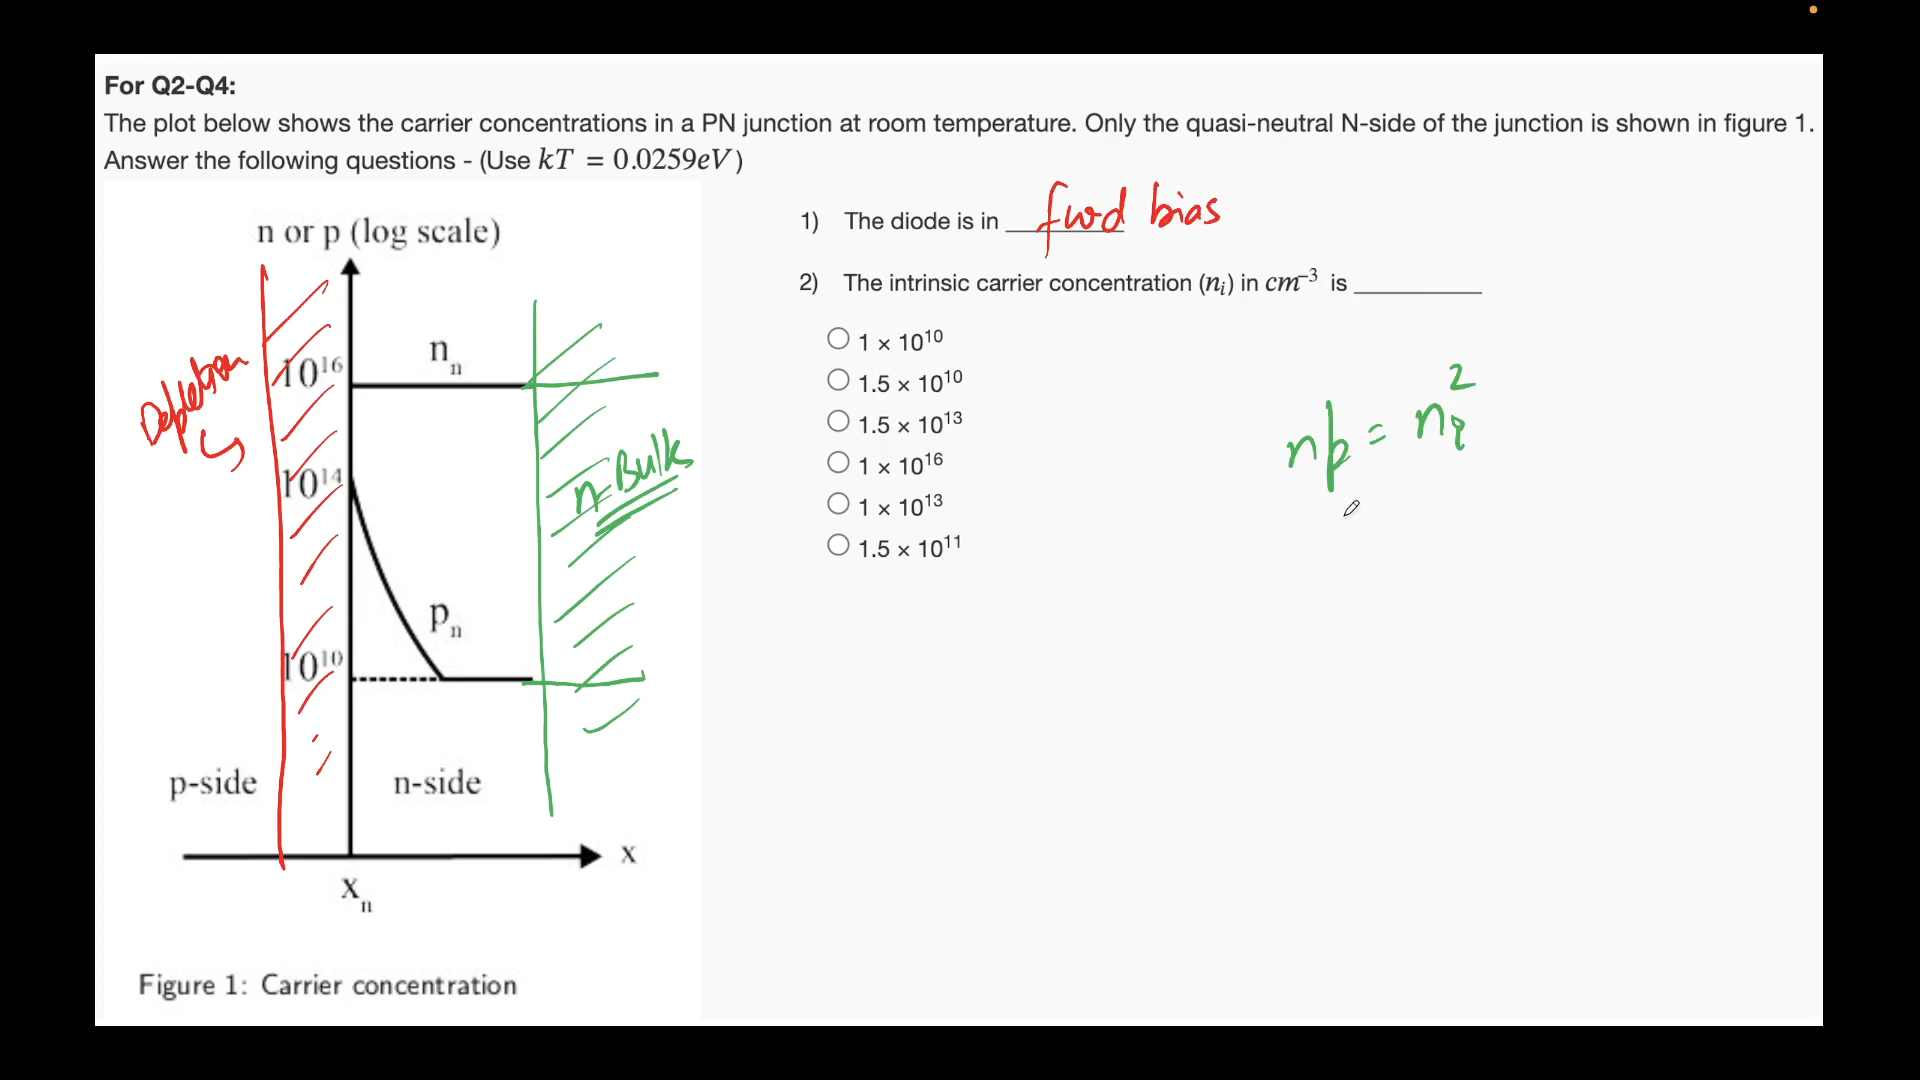 For Q2-Q4:
The plot below shows the carrier concentrations in a PN junction at room temperature. Only the quasi-neutral N-side of the junction is shown in figure 1.
Answer the following questions - (Use kT = 0.0259eV)
n or p (log scale)
10¹⁶
nₙ
10¹⁴
pₙ
10¹⁰
p-side
n-side
x
xₙ
Figure 1: Carrier concentration
Depletion
n-Bulk
1) The diode is in ________ fwd bias
2) The intrinsic carrier concentration (nᵢ) in cm⁻³ is ________
1 × 10¹⁰
1.5 × 10¹⁰
1.5 × 10¹³
1 × 10¹⁶
1 × 10¹³
1.5 × 10¹¹
np = nᵢ²